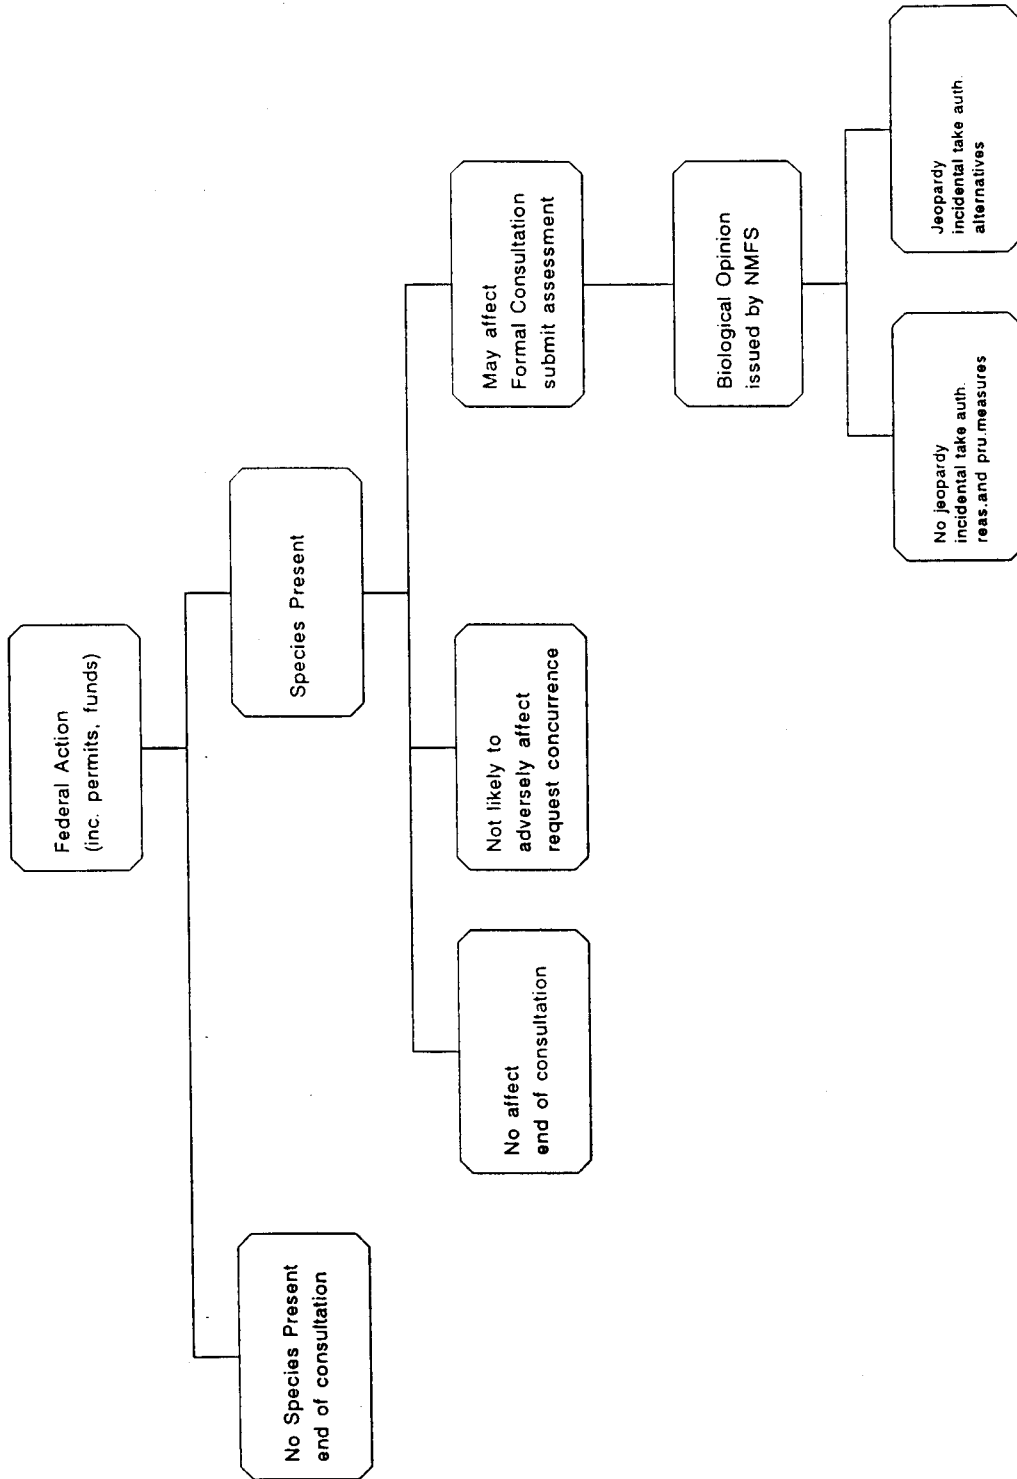 Federal Action
(inc. permits, funds)
No Species Present
end of consultation
Species Present
No affect
end of consultation
Not likely to
adversely affect
request concurrence
May affect
Formal Consultation
submit assessment
Biological Opinion
issued by NMFS
No jeopardy
incidental take auth.
reas.and pru.measures
Jeopardy
incidental take auth.
alternatives